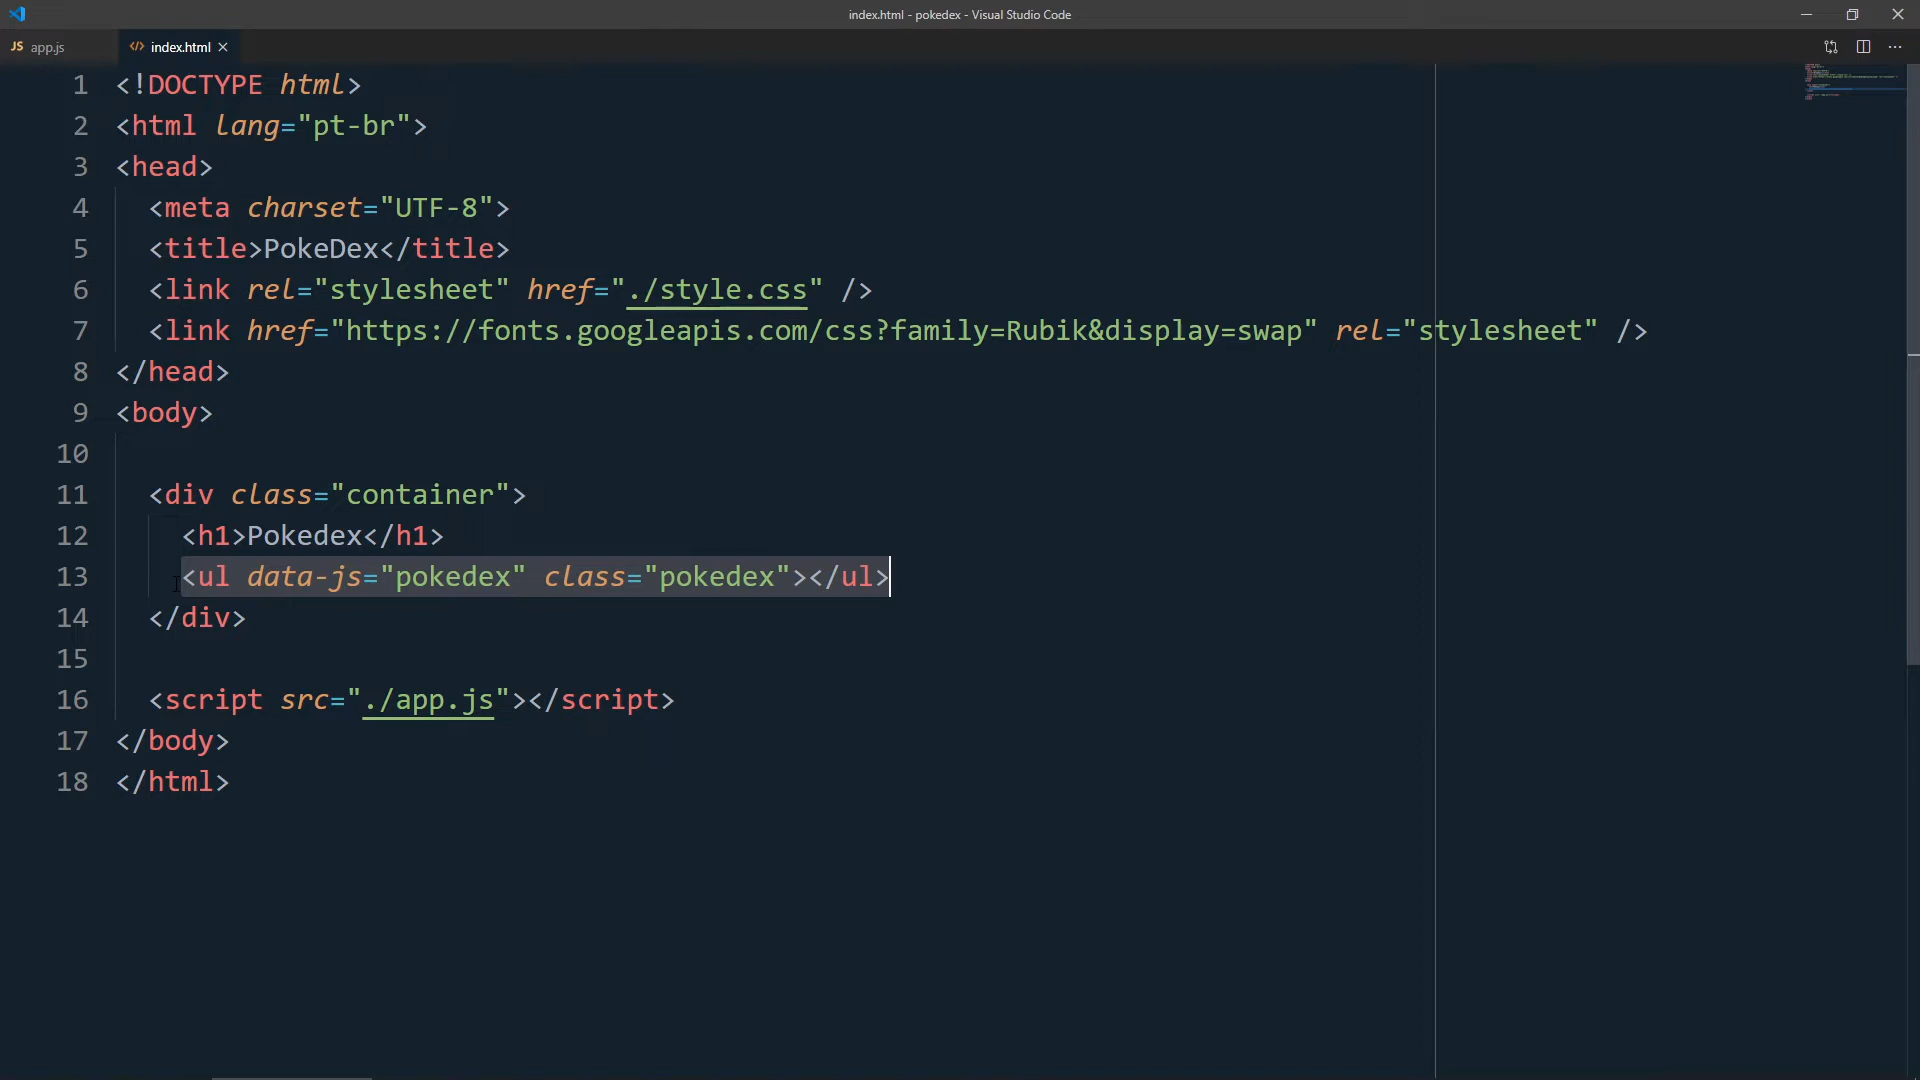 index.html - pokedex - Visual Studio Code
JS app.js
index.html
1 <!DOCTYPE html>
2 <html lang="pt-br">
3 <head>
4 <meta charset="UTF-8">
5 <title>PokeDex</title>
6 <link rel="stylesheet" href="./style.css" />
7 <link href="https://fonts.googleapis.com/css?family=Rubik&display=swap" rel="stylesheet" />
8 </head>
9 <body>
10
11 <div class="container">
12 <h1>Pokedex</h1>
13 <ul data-js="pokedex" class="pokedex"></ul>
14 </div>
15
16 <script src="./app.js"></script>
17 </body>
18 </html>